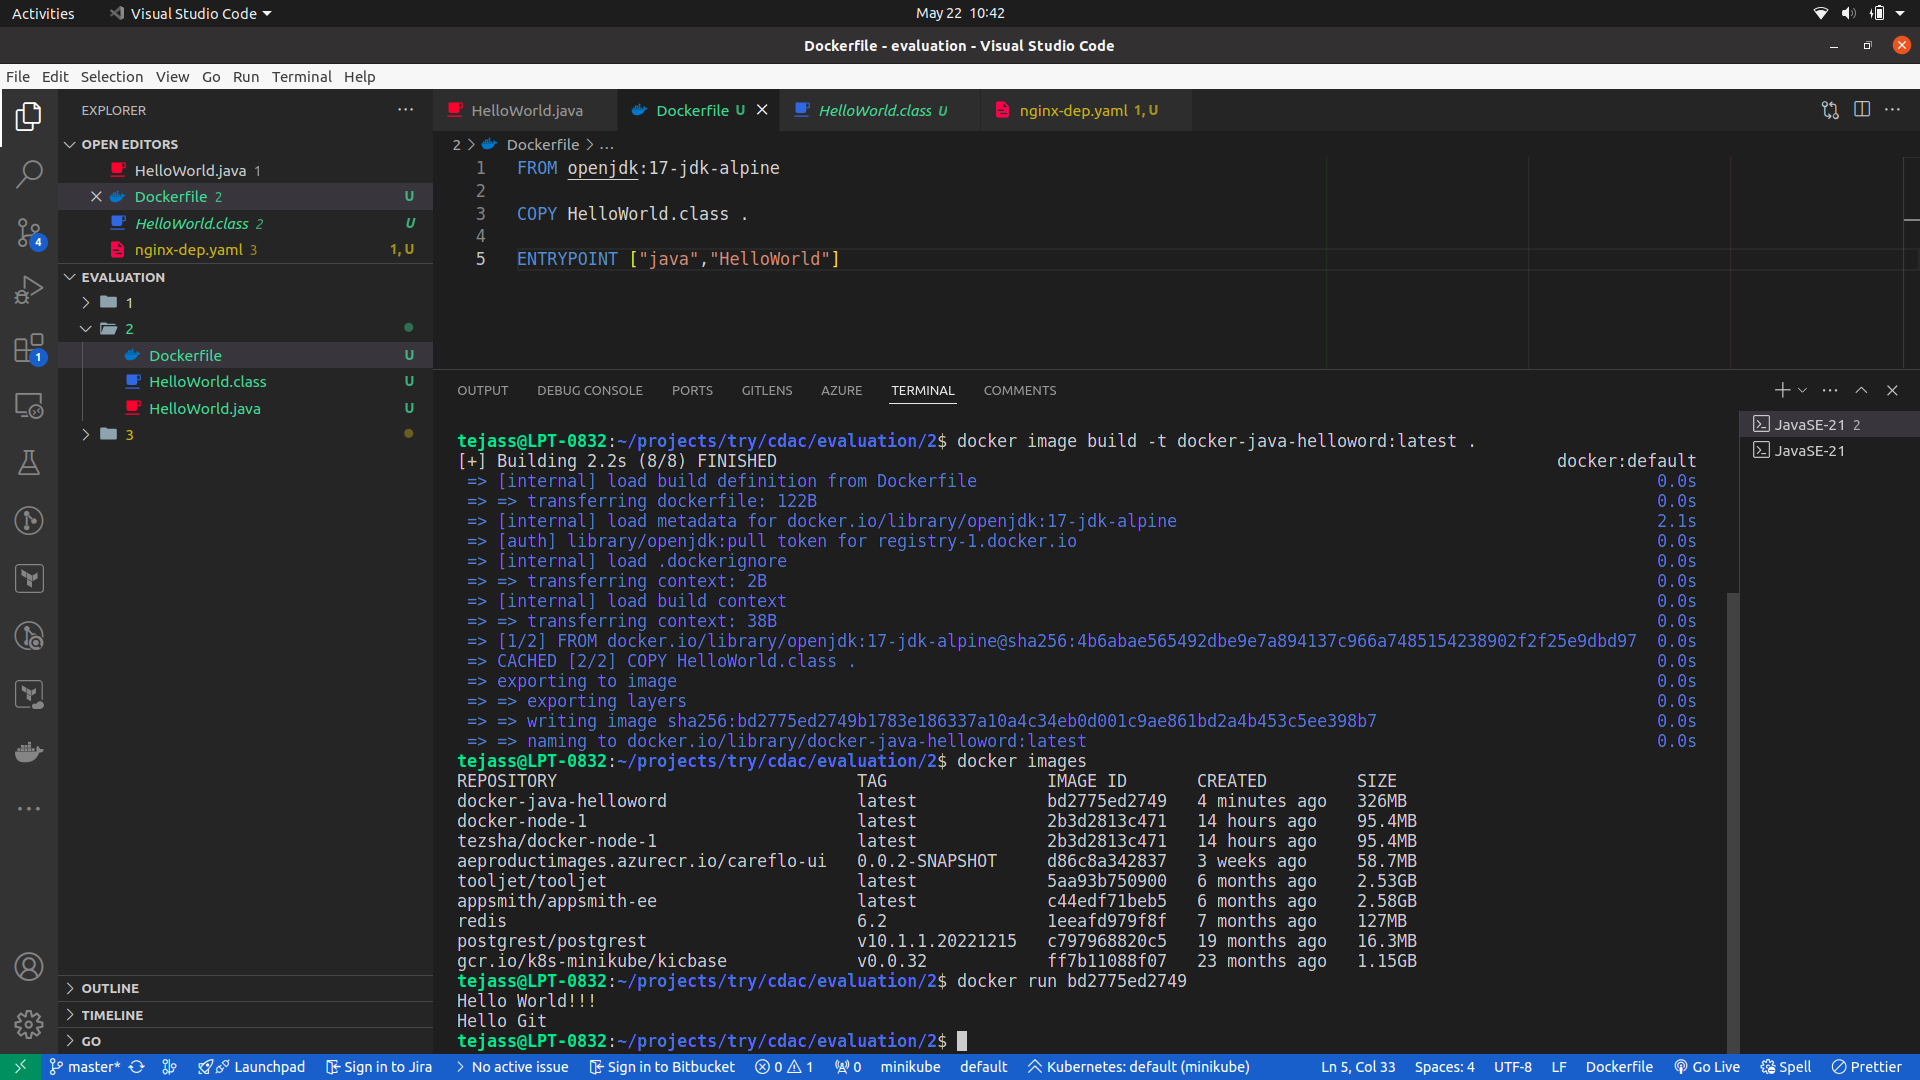 Activities Visual Studio Code May 22 10:42
Dockerfile - evaluation - Visual Studio Code
File Edit Selection View Go Run Terminal Help
EXPLORER
OPEN EDITORS
HelloWorld.java 1
Dockerfile 2 U
HelloWorld.class 2 U
nginx-dep.yaml 3 1, U
EVALUATION
1
2
Dockerfile U
HelloWorld.class U
HelloWorld.java U
3
OUTLINE
TIMELINE
GO
4
1
HelloWorld.java Dockerfile U HelloWorld.class U nginx-dep.yaml 1, U
2 > Dockerfile > ...
1 FROM openjdk:17-jdk-alpine
2
3 COPY HelloWorld.class .
4
5 ENTRYPOINT ["java","HelloWorld"]
OUTPUT DEBUG CONSOLE PORTS GITLENS AZURE TERMINAL COMMENTS
JavaSE-21 2
JavaSE-21
tejass@LPT-0832:~/projects/try/cdac/evaluation/2$ docker image build -t docker-java-helloword:latest .
[+] Building 2.2s (8/8) FINISHED docker:default
=> [internal] load build definition from Dockerfile 0.0s
=> => transferring dockerfile: 122B 0.0s
=> [internal] load metadata for docker.io/library/openjdk:17-jdk-alpine 2.1s
=> [auth] library/openjdk:pull token for registry-1.docker.io 0.0s
=> [internal] load .dockerignore 0.0s
=> => transferring context: 2B 0.0s
=> [internal] load build context 0.0s
=> => transferring context: 38B 0.0s
=> [1/2] FROM docker.io/library/openjdk:17-jdk-alpine@sha256:4b6abae565492dbe9e7a894137c966a7485154238902f2f25e9dbd97 0.0s
=> CACHED [2/2] COPY HelloWorld.class . 0.0s
=> exporting to image 0.0s
=> => exporting layers 0.0s
=> => writing image sha256:bd2775ed2749b1783e186337a10a4c34eb0d001c9ae861bd2a4b453c5ee398b7 0.0s
=> => naming to docker.io/library/docker-java-helloword:latest 0.0s
tejass@LPT-0832:~/projects/try/cdac/evaluation/2$ docker images
REPOSITORY TAG IMAGE ID CREATED SIZE
docker-java-helloword latest bd2775ed2749 4 minutes ago 326MB
docker-node-1 latest 2b3d2813c471 14 hours ago 95.4MB
tezsha/docker-node-1 latest 2b3d2813c471 14 hours ago 95.4MB
aeproductimages.azurecr.io/careflo-ui 0.0.2-SNAPSHOT d86c8a342837 3 weeks ago 58.7MB
tooljet/tooljet latest 5aa93b750900 6 months ago 2.53GB
appsmith/appsmith-ee latest c44edf71beb5 6 months ago 2.58GB
redis 6.2 1eeafd979f8f 7 months ago 127MB
postgrest/postgrest v10.1.1.20221215 c797968820c5 19 months ago 16.3MB
gcr.io/k8s-minikube/kicbase v0.0.32 ff7b11088f07 23 months ago 1.15GB
tejass@LPT-0832:~/projects/try/cdac/evaluation/2$ docker run bd2775ed2749
Hello World!!!
Hello Git
tejass@LPT-0832:~/projects/try/cdac/evaluation/2$
master* Launchpad Sign in to Jira No active issue Sign in to Bitbucket 0 1 0 minikube default Kubernetes: default (minikube) Ln 5, Col 33 Spaces: 4 UTF-8 LF Dockerfile Go Live Spell Prettier